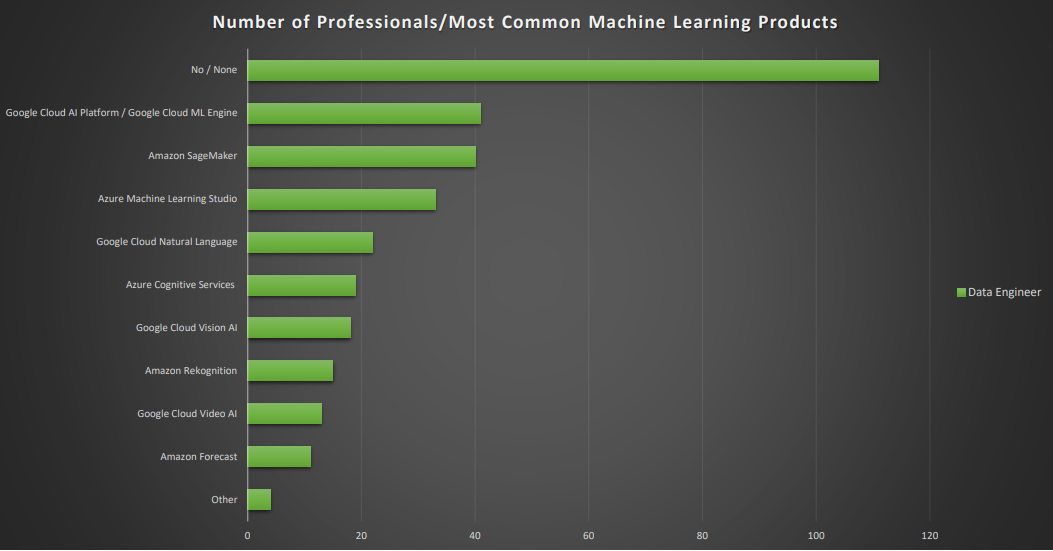 Number of Professionals/Most Common Machine Learning Products
No / None
Google Cloud AI Platform / Google Cloud ML Engine
Amazon SageMaker
Azure Machine Learning Studio
Google Cloud Natural Language
Azure Cognitive Services
Data Engineer
Google Cloud Vision AI
Amazon Rekognition
Google Cloud Video AI
Amazon Forecast
Other
0 20 40 60 80 100 120